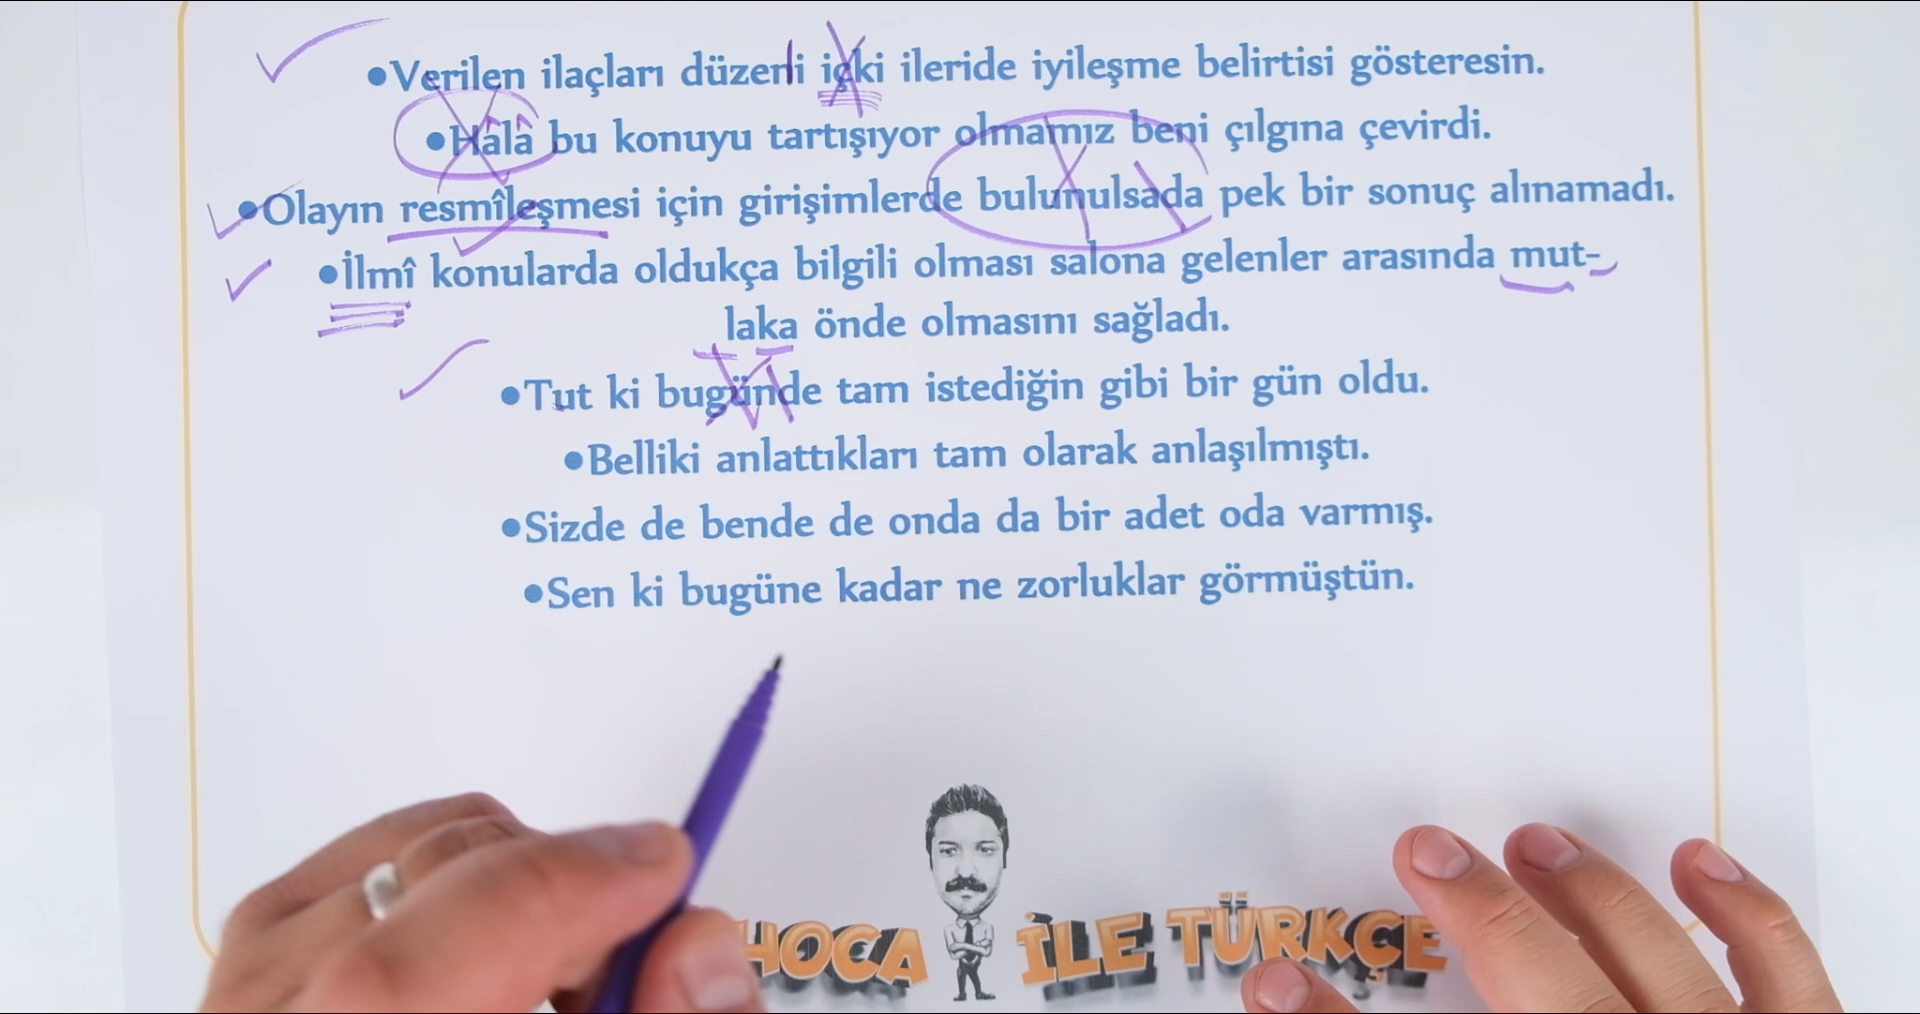 •Verilen ilaçları düzenli içki ileride iyileşme belirtisi gösteresin.
•Hâlâ bu konuyu tartışıyor olmamız beni çılgına çevirdi.
•Olayın resmîleşmesi için girişimlerde bulunulsada pek bir sonuç alınamadı.
•İlmî konularda oldukça bilgili olması salona gelenler arasında mut-
laka önde olmasını sağladı.
•Tut ki bugünde tam istediğin gibi bir gün oldu.
•Belliki anlattıkları tam olarak anlaşılmıştı.
•Sizde de bende de onda da bir adet oda varmış.
•Sen ki bugüne kadar ne zorluklar görmüştün.
HOCA İLE TÜRKÇE